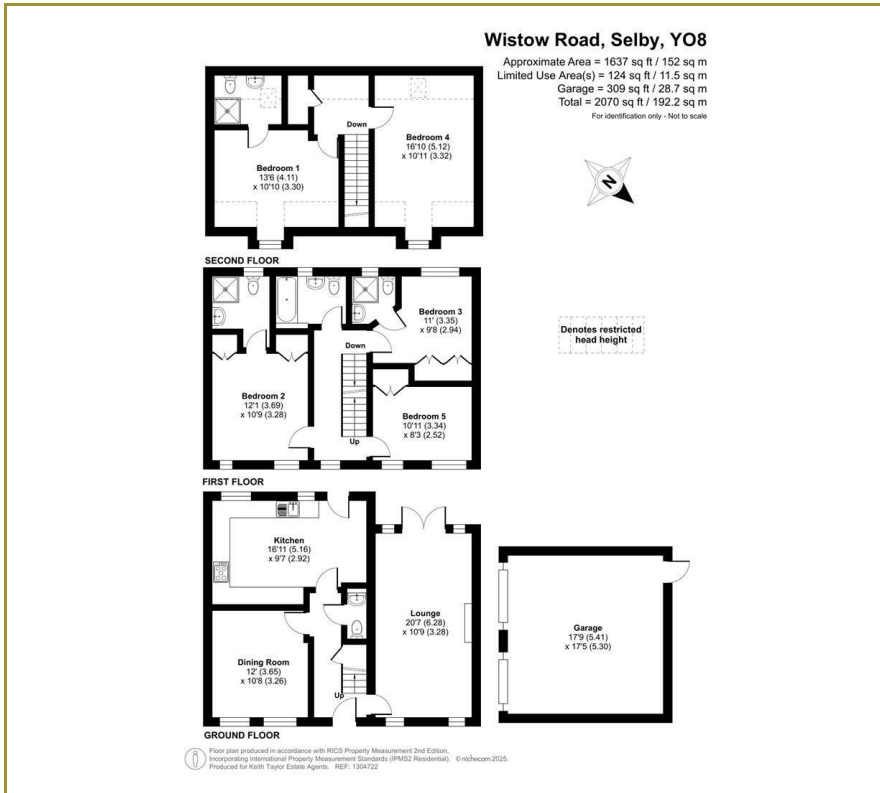 Wistow Road, Selby, YO8
Approximate Area = 1637 sq ft / 152 sq m
Limited Use Area(s) = 124 sq ft / 11.5 sq m
Garage = 309 sq ft / 28.7 sq m
Total = 2070 sq ft / 192.2 sq m
For identification only - Not to scale
N
Down
Bedroom 4
16'10 (5.12)
x 10'11 (3.32)
Bedroom 1
13'6 (4.11)
x 10'10 (3.30)
SECOND FLOOR
Bedroom 3
11' (3.35)
x 9'8 (2.94)
Down
Bedroom 2
12'1 (3.69)
x 10'9 (3.28)
Bedroom 5
10'11 (3.34)
x 8'3 (2.52)
Up
FIRST FLOOR
Denotes restricted
head height
Kitchen
16'11 (5.16)
x 9'7 (2.92)
Lounge
20'7 (6.28)
x 10'9 (3.28)
Dining Room
12' (3.65)
x 10'8 (3.26)
Up
GROUND FLOOR
Garage
17'9 (5.41)
x 17'5 (5.30)
Floor plan produced in accordance with RICS Property Measurement 2nd Edition,
Incorporating International Property Measurement Standards (IPMS2 Residential). © nichecom 2025.
Produced for Keith Taylor Estate Agents. REF: 1304722